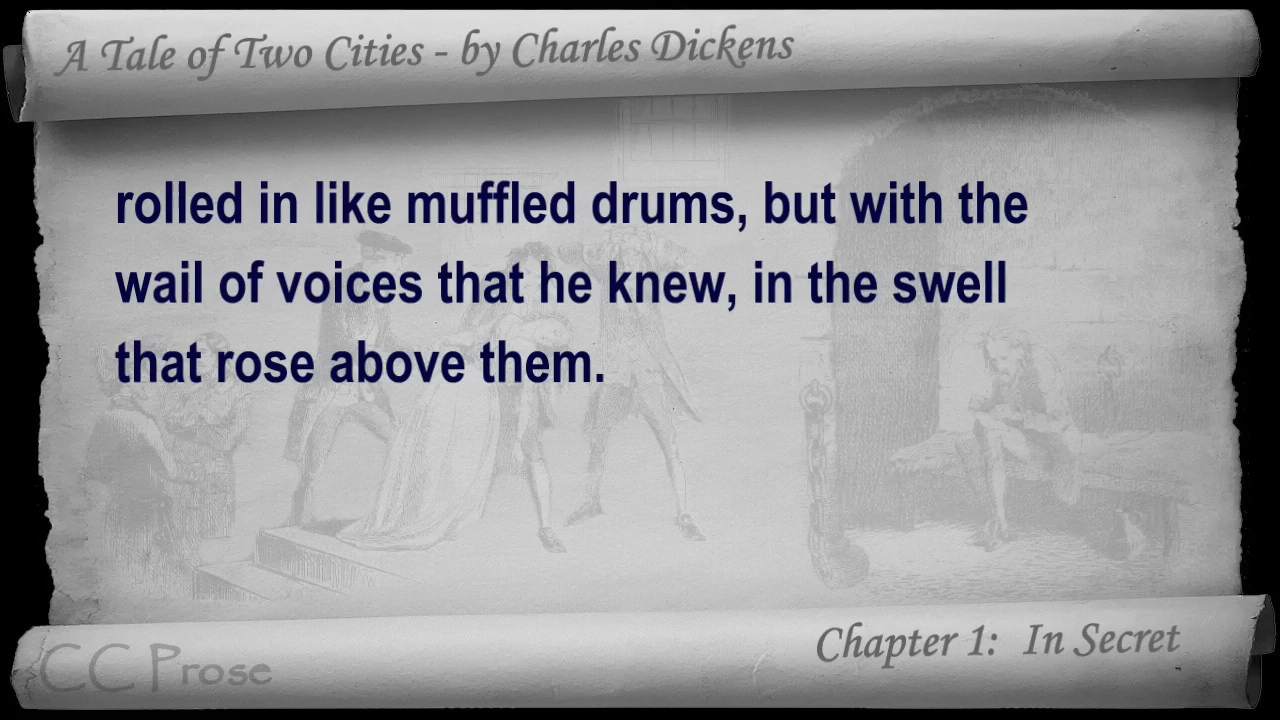 A Tale of Two Cities - by Charles Dickens
rolled in like muffled drums, but with the
wail of voices that he knew, in the swell
that rose above them.
Chapter 1: In Secret
CC Prose